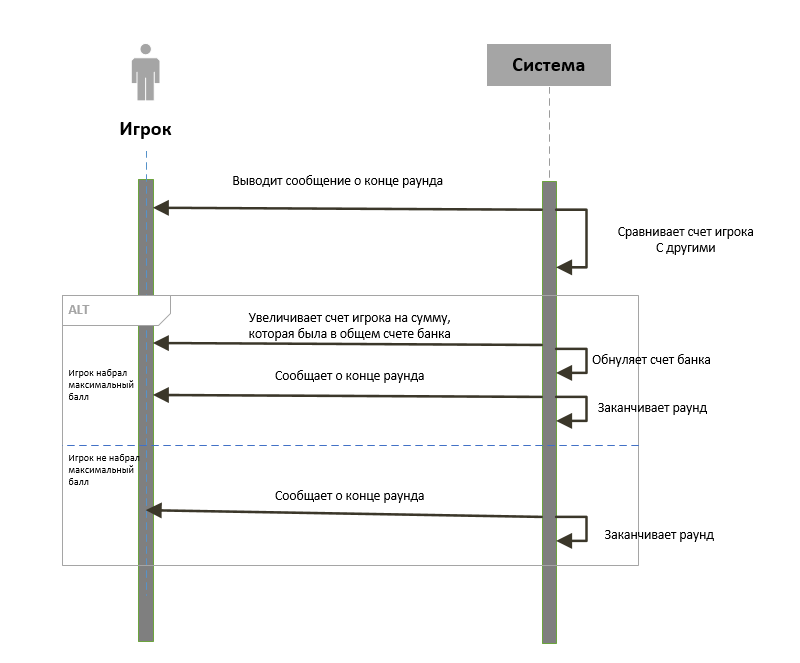 Система
Игрок
Выводит сообщение о конце раунда
Сравнивает счет игрока
С другими
ALT
Увеличивает счет игрока на сумму,
которая была в общем счете банка
Обнуляет счет банка
Игрок набрал
максимальный
балл
Сообщает о конце раунда
Заканчивает раунд
Игрок не набрал
максимальный
балл
Сообщает о конце раунда
Заканчивает раунд